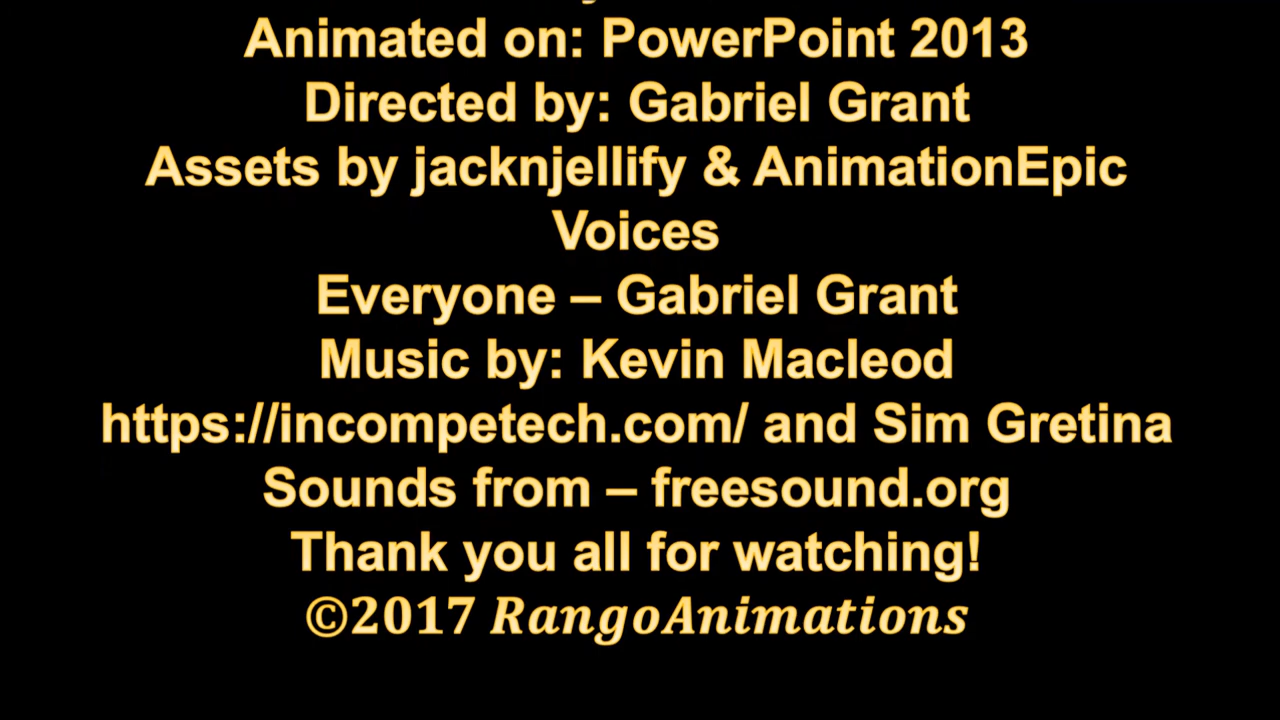 Animated on: PowerPoint 2013
Directed by: Gabriel Grant
Assets by jacknjellify & AnimationEpic
Voices
Everyone – Gabriel Grant
Music by: Kevin Macleod
https://incompetech.com/ and Sim Gretina
Sounds from – freesound.org
Thank you all for watching!
©2017 RangoAnimations